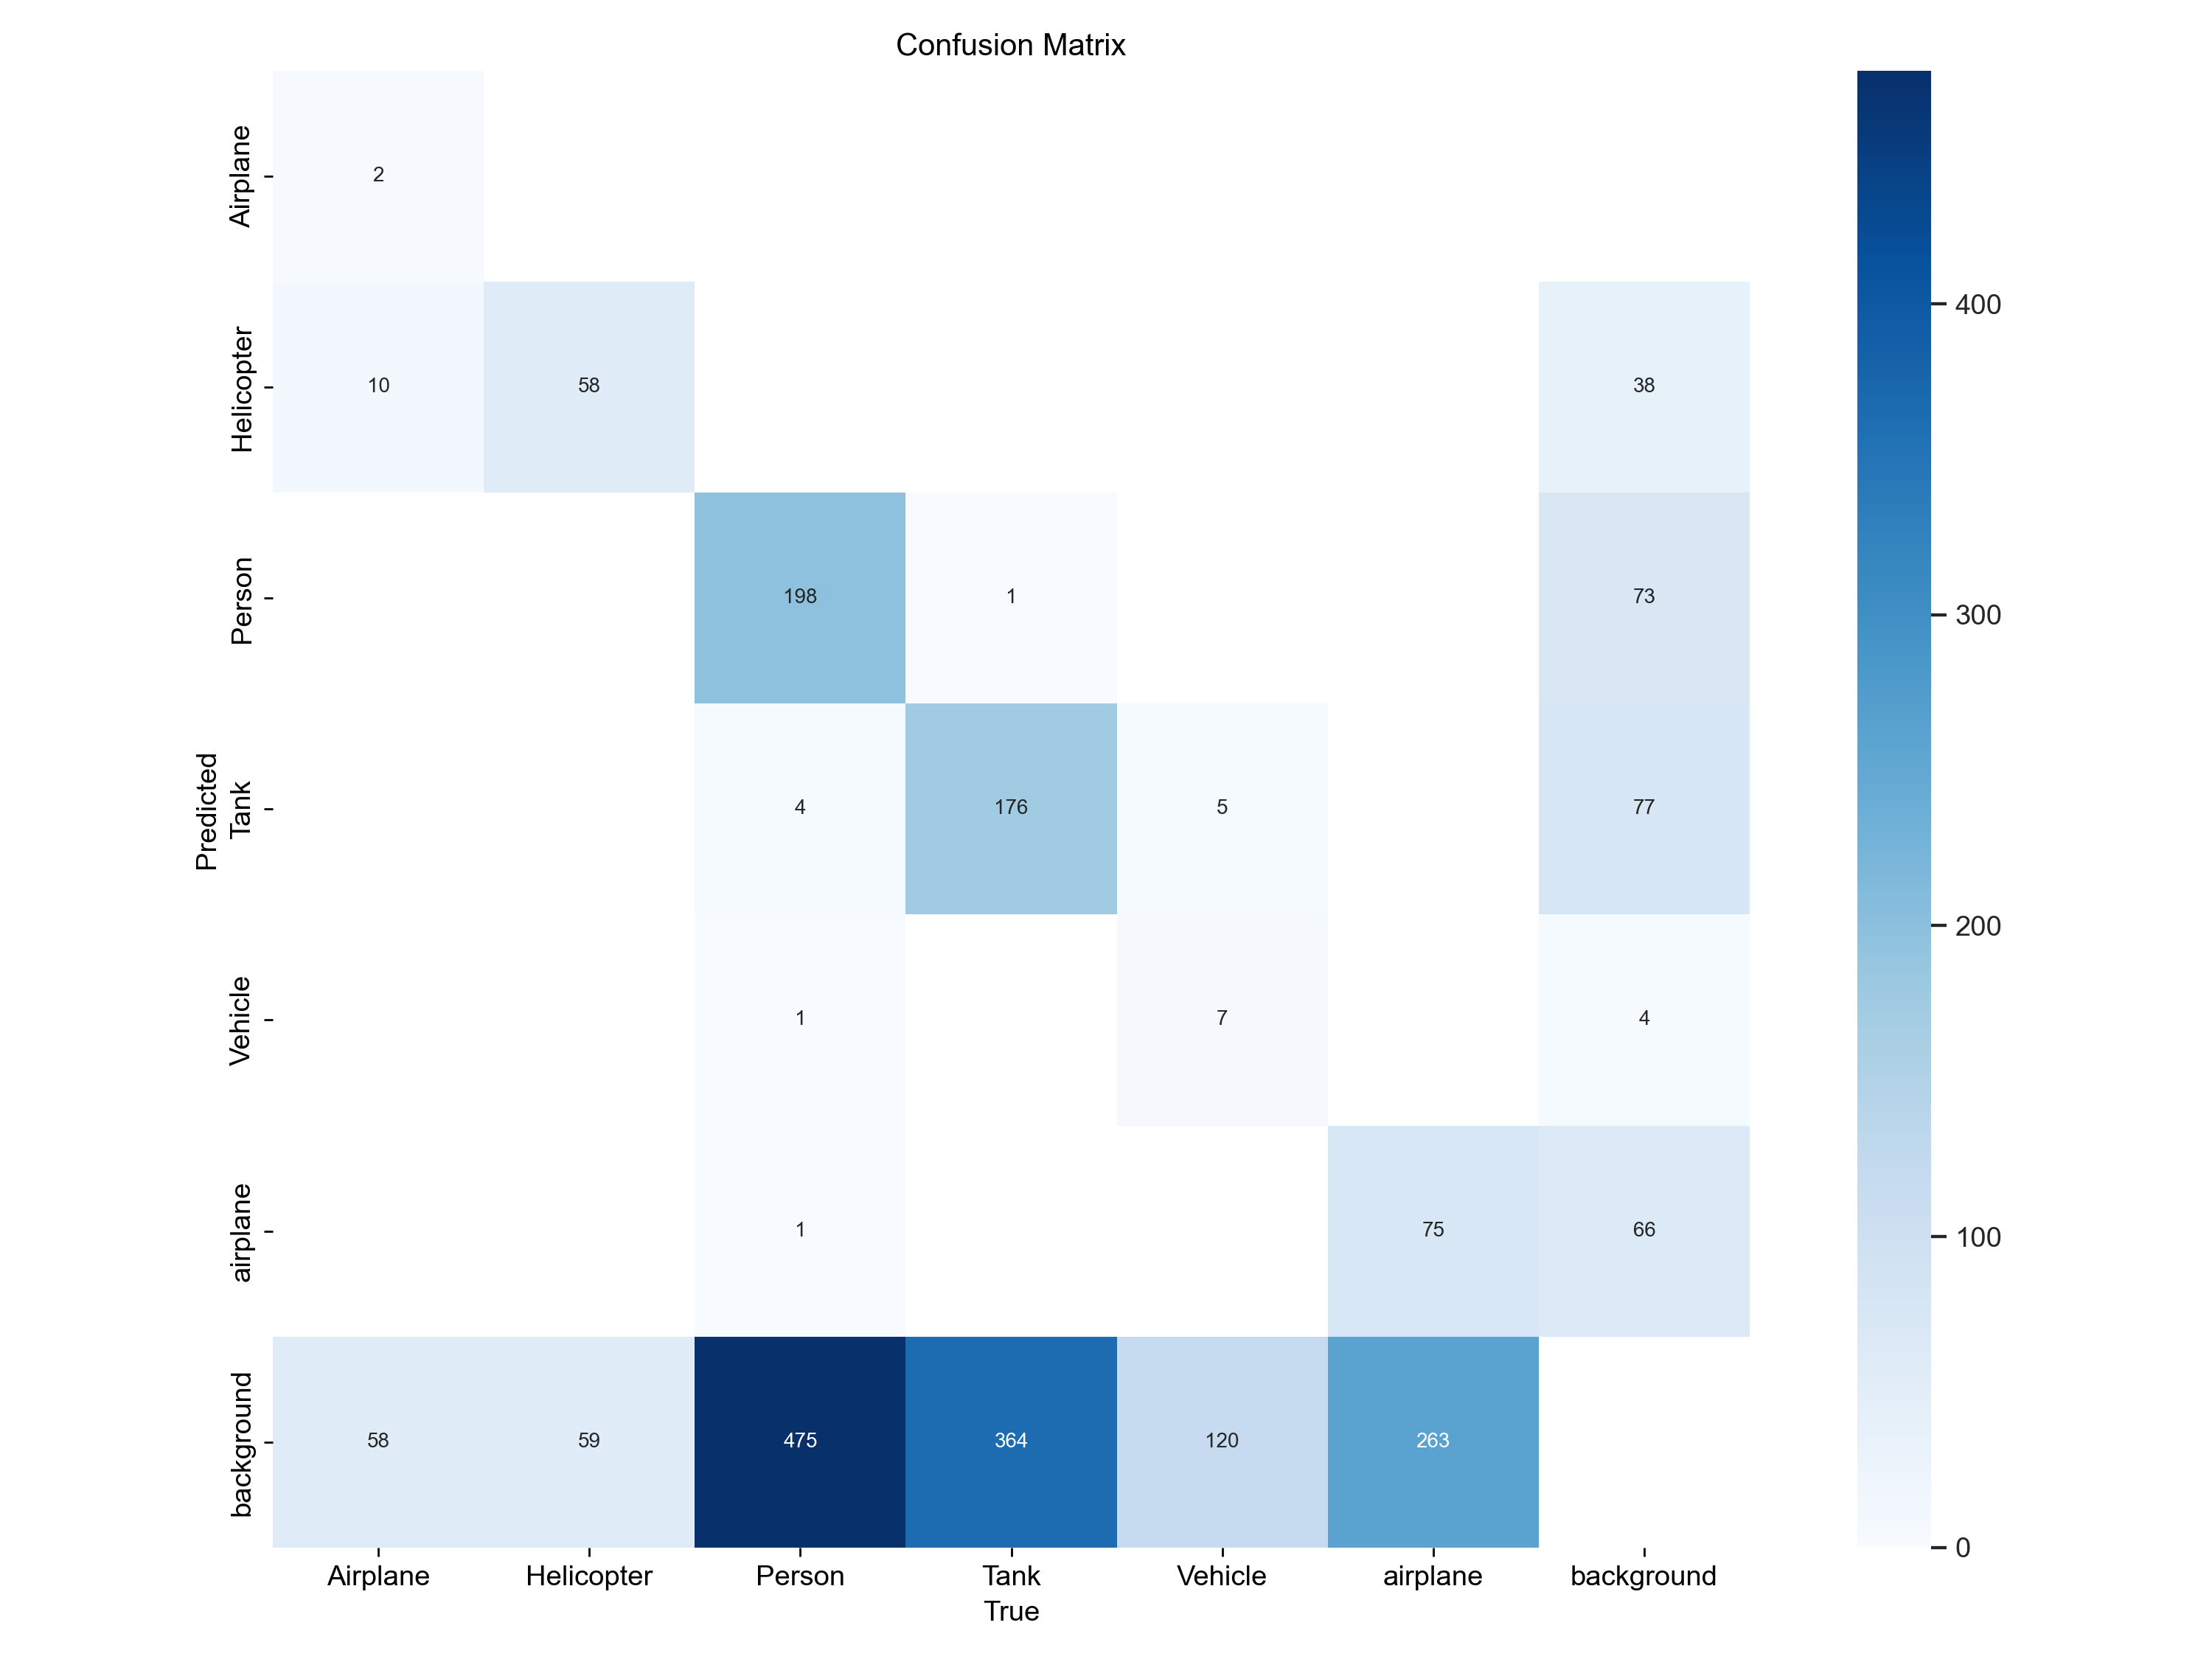 Confusion Matrix
Airplane
2
Helicopter
10 58 38
400
Person
198 1 73
300
Predicted
Tank
4 176 5 77
200
Vehicle
1 7 4
airplane
1 75 66
100
background
58 59 475 364 120 263
0
Airplane Helicopter Person Tank Vehicle airplane background
True